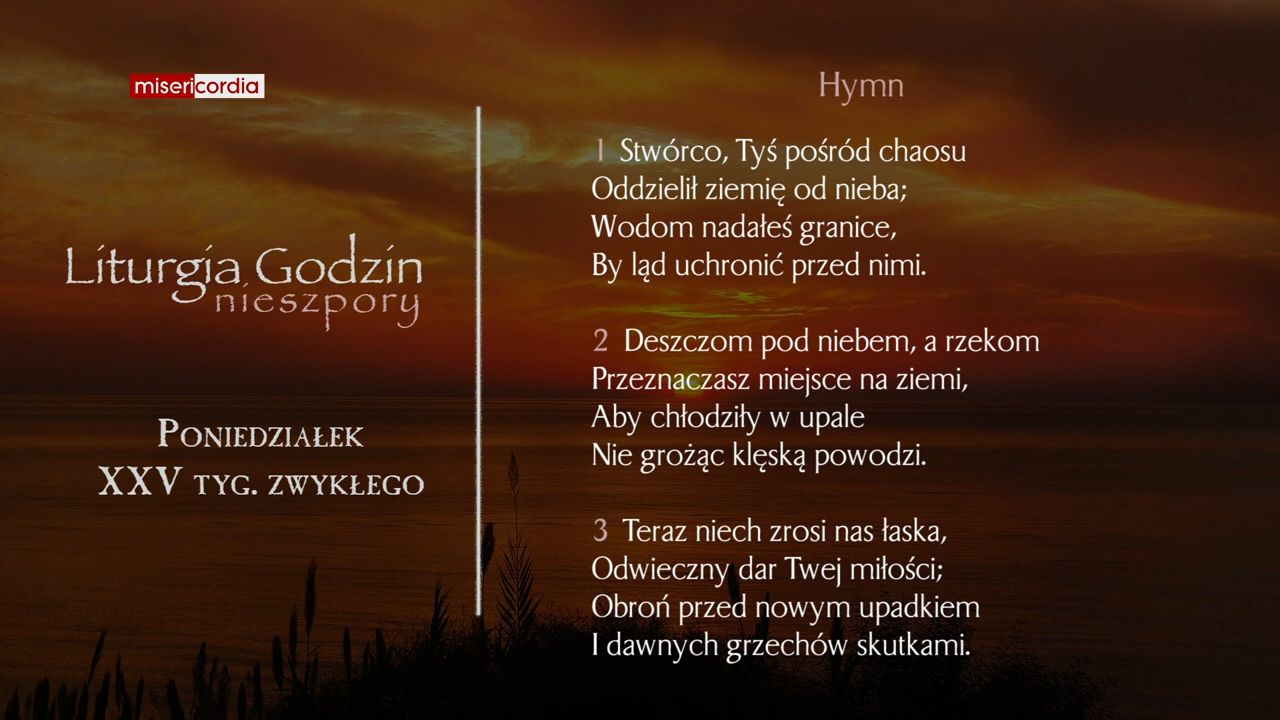 misericordia
Liturgia Godzin
nieszpory
Poniedziałek
XXV tyg. zwykłego
Hymn
1 Stwórco, Tyś pośród chaosu
Oddzielił ziemię od nieba;
Wodom nadałeś granice,
By ląd uchronić przed nimi.
2 Deszczom pod niebem, a rzekom
Przeznaczasz miejsce na ziemi,
Aby chłodziły w upale
Nie grożąc klęską powodzi.
3 Teraz niech zrosi nas łaska,
Odwieczny dar Twej miłości;
Obroń przed nowym upadkiem
I dawnych grzechów skutkami.